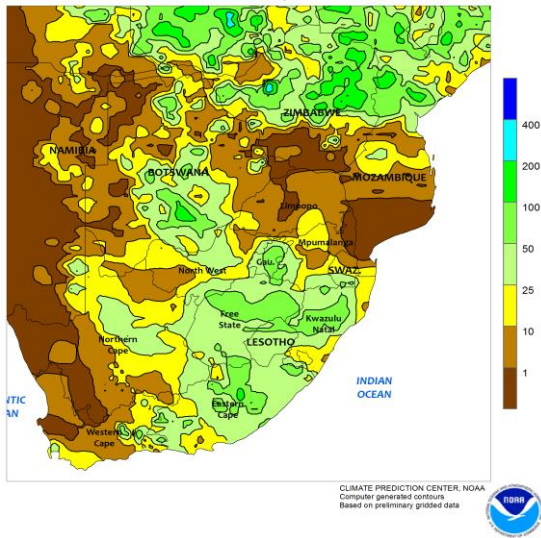 ZIMBABWE
NAMIBIA
BOTSWANA
MOZAMBIQUE
Limpopo
Mpumalanga
North West
Gau.
SWAZ.
Free
State
Kwazulu
Natal
Northern
Cape
LESOTHO
Eastern
Cape
Western
Cape
NTIC
AN
INDIAN
OCEAN
400
200
100
50
25
10
1
CLIMATE PREDICTION CENTER, NOAA
Computer generated contours
Based on preliminary gridded data
NOAA